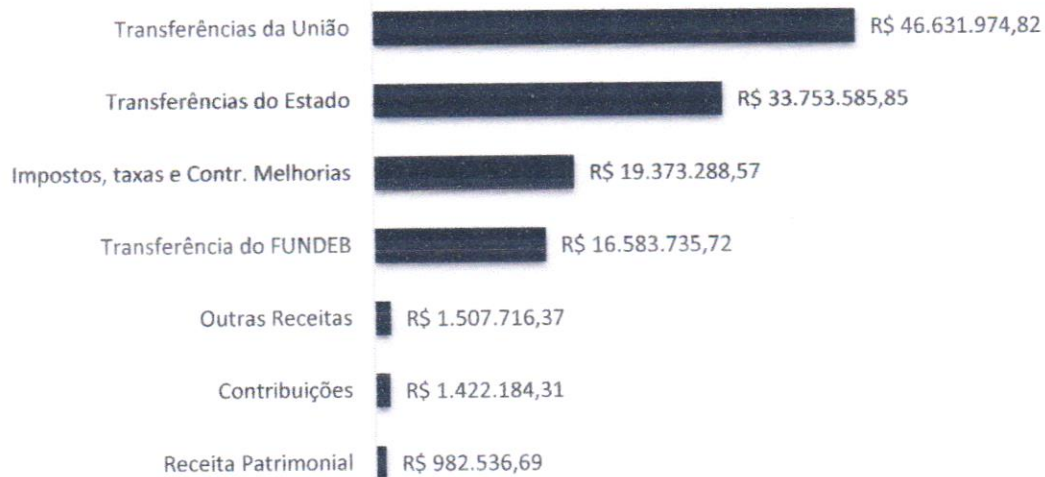 Transferências da União R$ 46.631.974,82
Transferências do Estado R$ 33.753.585,85
Impostos, taxas e Contr. Melhorias R$ 19.373.288,57
Transferência do FUNDEB R$ 16.583.735,72
Outras Receitas R$ 1.507.716,37
Contribuições R$ 1.422.184,31
Receita Patrimonial R$ 982.536,69